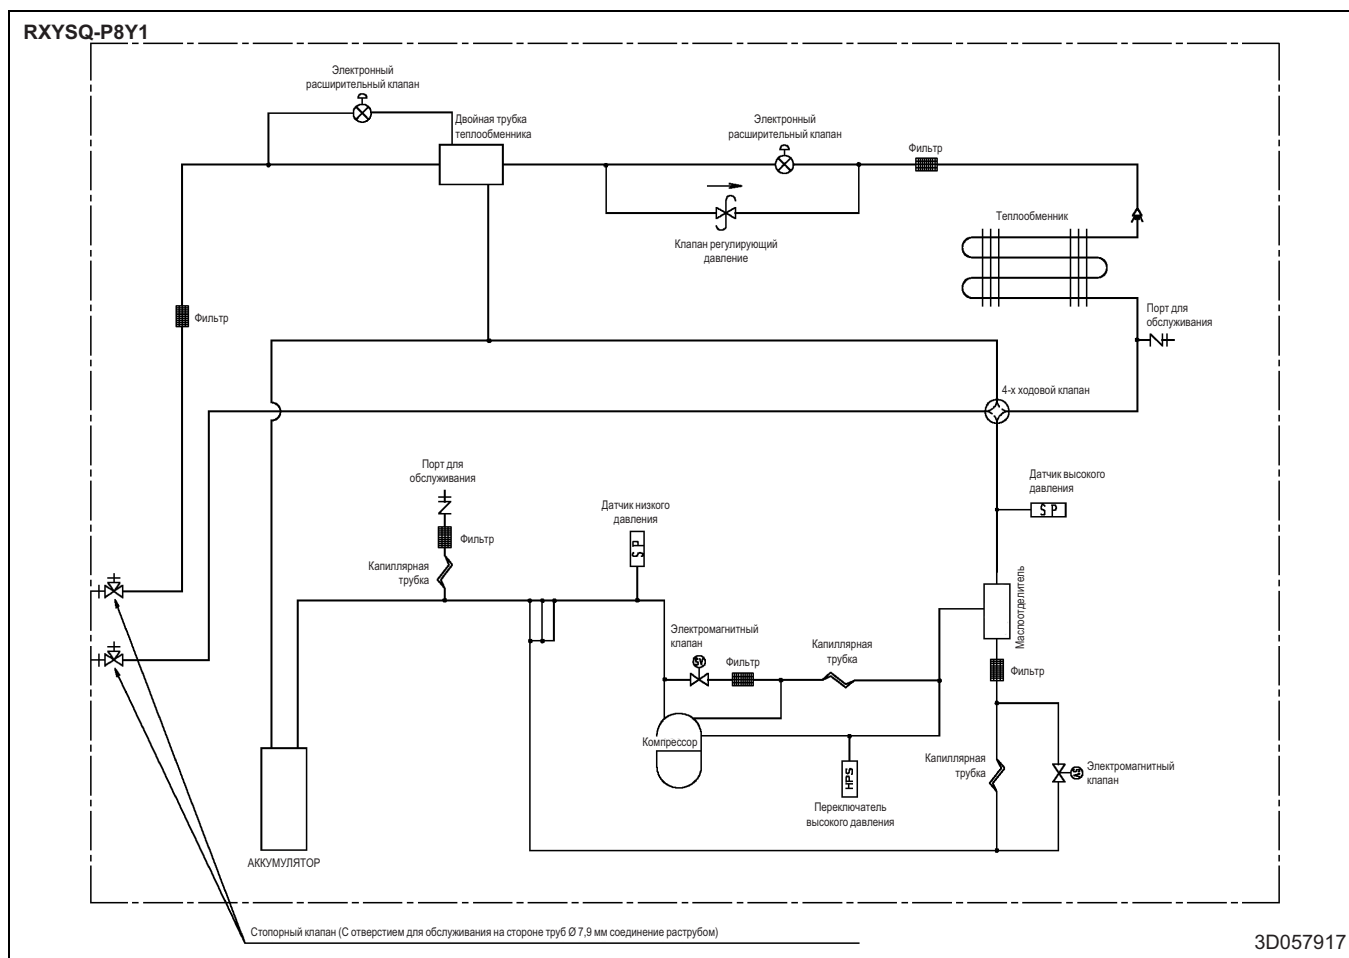 RXYSQ-P8Y1
Электронный
расширительный клапан
Двойная трубка
теплообменника
Электронный
расширительный клапан
Фильтр
Клапан регулирующий
давление
Теплообменник
Фильтр
Порт для
обслуживания
4-х ходовой клапан
Порт для
обслуживания
Датчик низкого
давления
Датчик высокого
давления
S P
S P
Фильтр
Капиллярная
трубка
Маслоотделитель
Электромагнитный
клапан
SV
Фильтр
Капиллярная
трубка
Фильтр
Компрессор
HPS
Переключатель
высокого давления
Капиллярная
трубка
SV
Электромагнитный
клапан
АККУМУЛЯТОР
Стопорный клапан (С отверстием для обслуживания на стороне труб Ø 7,9 мм соединение раструбом)
3D057917